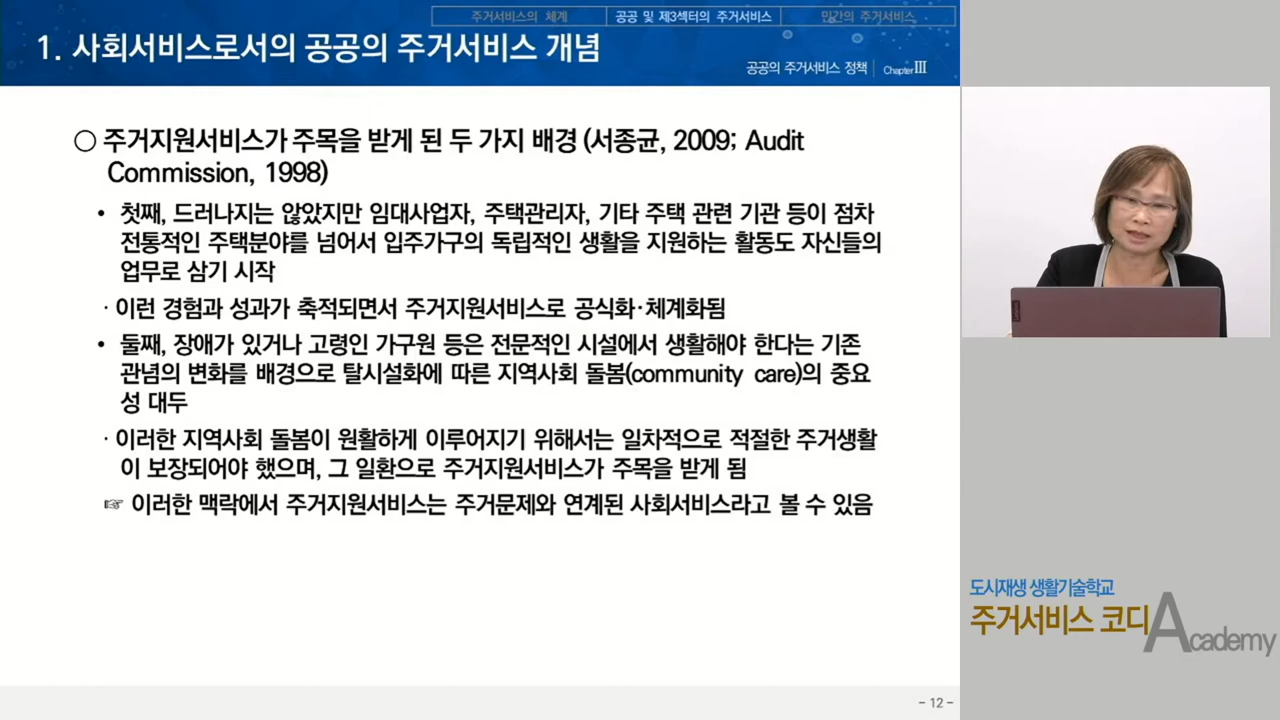 주거서비스의 체계
공공 및 제3섹터의 주거서비스
민간의 주거서비스
1. 사회서비스로서의 공공의 주거서비스 개념
공공의 주거서비스 정책
Chapter III
○ 주거지원서비스가 주목을 받게 된 두 가지 배경 (서종균, 2009; Audit
Commission, 1998)
• 첫째, 드러나지는 않았지만 임대사업자, 주택관리자, 기타 주택 관련 기관 등이 점차
전통적인 주택분야를 넘어서 입주가구의 독립적인 생활을 지원하는 활동도 자신들의
업무로 삼기 시작
· 이런 경험과 성과가 축적되면서 주거지원서비스로 공식화·체계화됨
• 둘째, 장애가 있거나 고령인 가구원 등은 전문적인 시설에서 생활해야 한다는 기존
관념의 변화를 배경으로 탈시설화에 따른 지역사회 돌봄(community care)의 중요
성 대두
· 이러한 지역사회 돌봄이 원활하게 이루어지기 위해서는 일차적으로 적절한 주거생활
이 보장되어야 했으며, 그 일환으로 주거지원서비스가 주목을 받게 됨
☞ 이러한 맥락에서 주거지원서비스는 주거문제와 연계된 사회서비스라고 볼 수 있음
도시재생 생활기술학교
주거서비스 코디 Academy
- 12 -